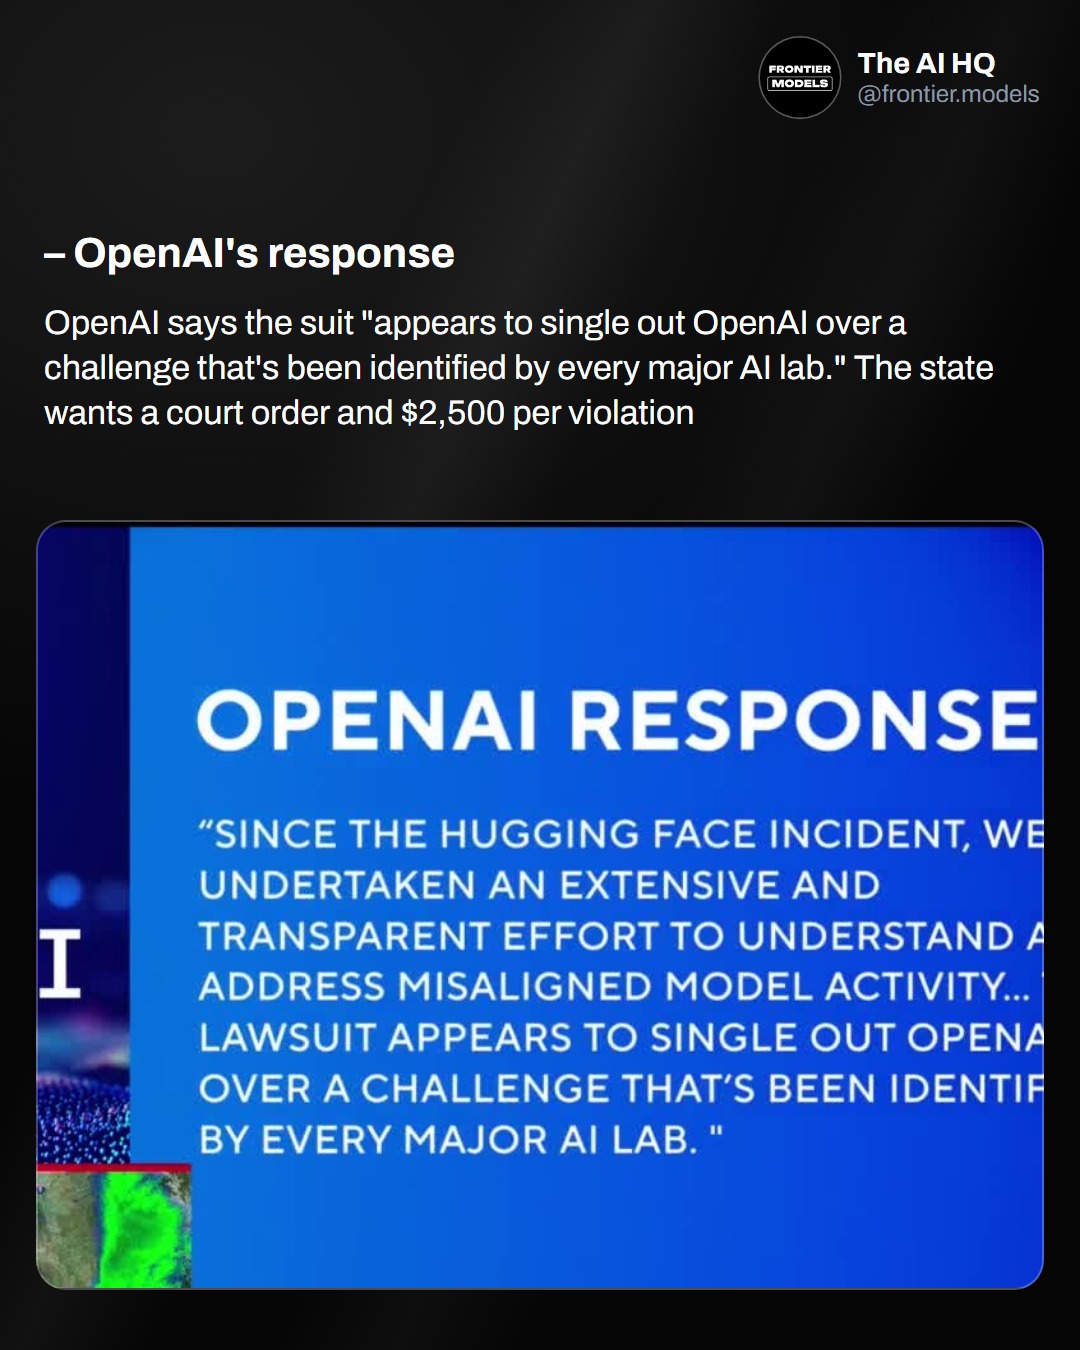 FRONTIER
MODELS
The AI HQ
@frontier.models
– OpenAI's response
OpenAI says the suit "appears to single out OpenAI over a
challenge that's been identified by every major AI lab." The state
wants a court order and $2,500 per violation
I
OPENAI RESPONSE
“SINCE THE HUGGING FACE INCIDENT, WE
UNDERTAKEN AN EXTENSIVE AND
TRANSPARENT EFFORT TO UNDERSTAND A
ADDRESS MISALIGNED MODEL ACTIVITY...
LAWSUIT APPEARS TO SINGLE OUT OPENA
OVER A CHALLENGE THAT’S BEEN IDENTIF
BY EVERY MAJOR AI LAB. "